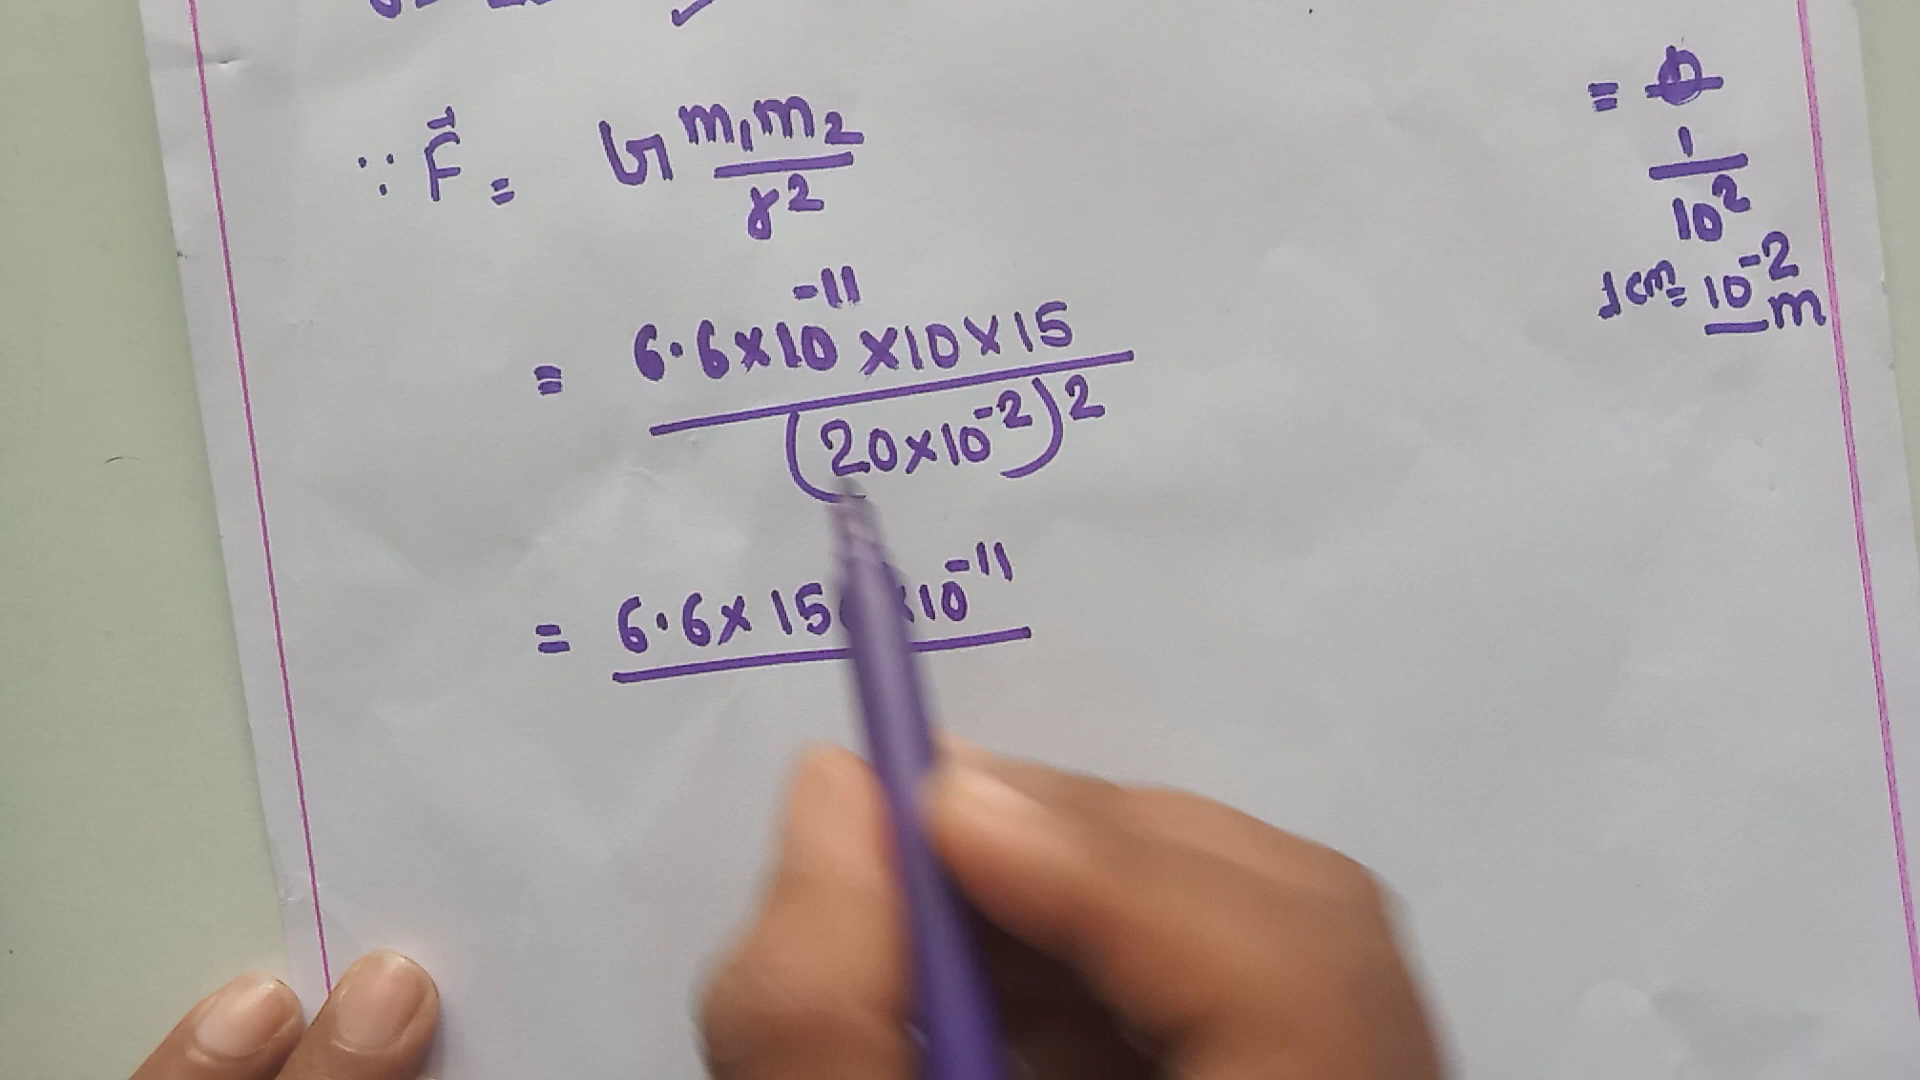 ∵ F⃗ = G m₁m₂ / r²
= 6.6×10⁻¹¹×10×15 / (20×10⁻²)²
= 6.6×150×10⁻¹¹
=
1 / 10²
1cm = 10⁻² m